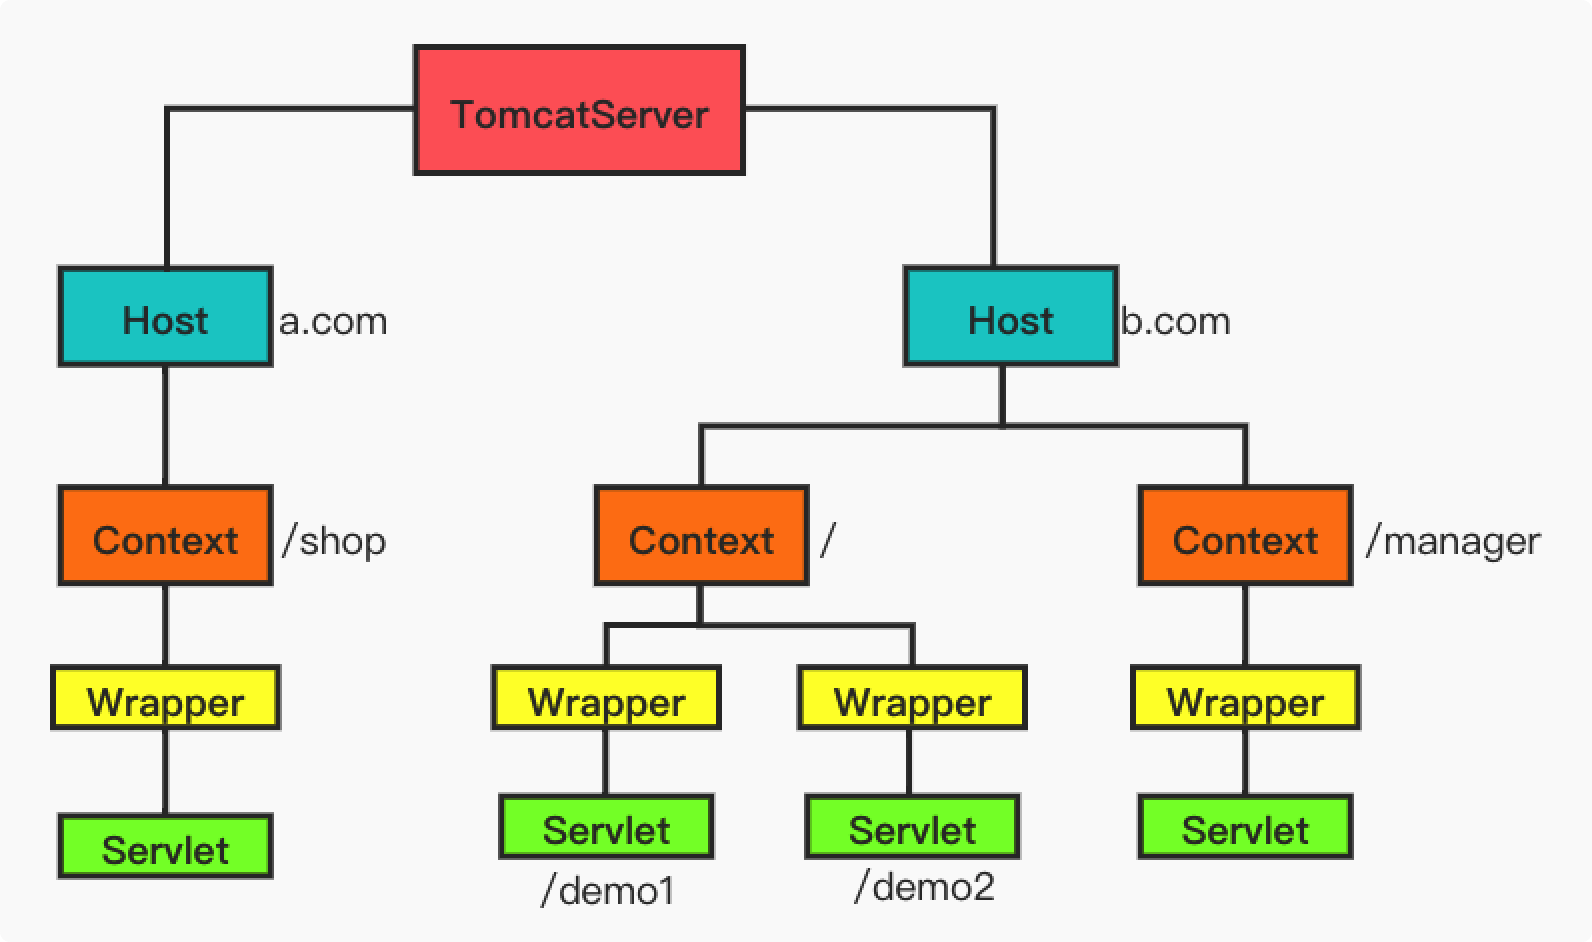 TomcatServer
Host
a.com
Host
b.com
Context
/shop
Context
/
Context
/manager
Wrapper
Wrapper
Wrapper
Wrapper
Servlet
Servlet
Servlet
Servlet
/demo1
/demo2